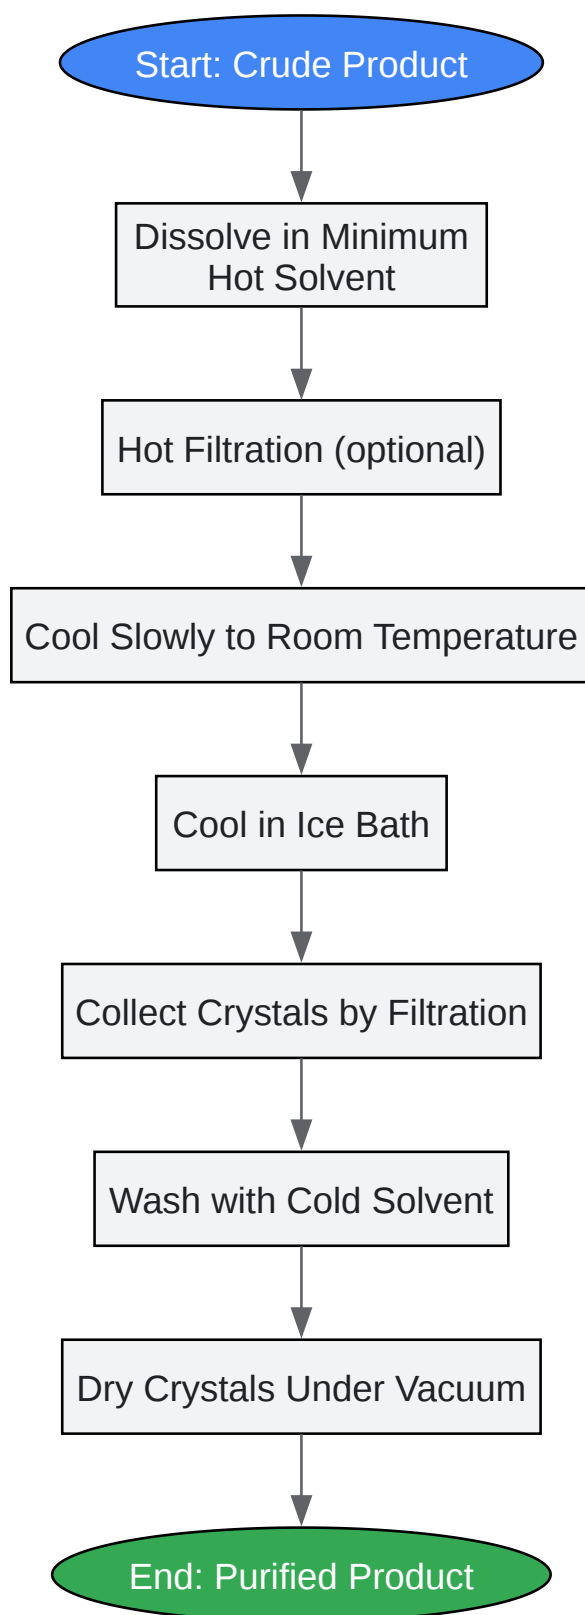 Start: Crude Product
Dissolve in Minimum
Hot Solvent
Hot Filtration (optional)
Cool Slowly to Room Temperature
Cool in Ice Bath
Collect Crystals by Filtration
Wash with Cold Solvent
Dry Crystals Under Vacuum
End: Purified Product